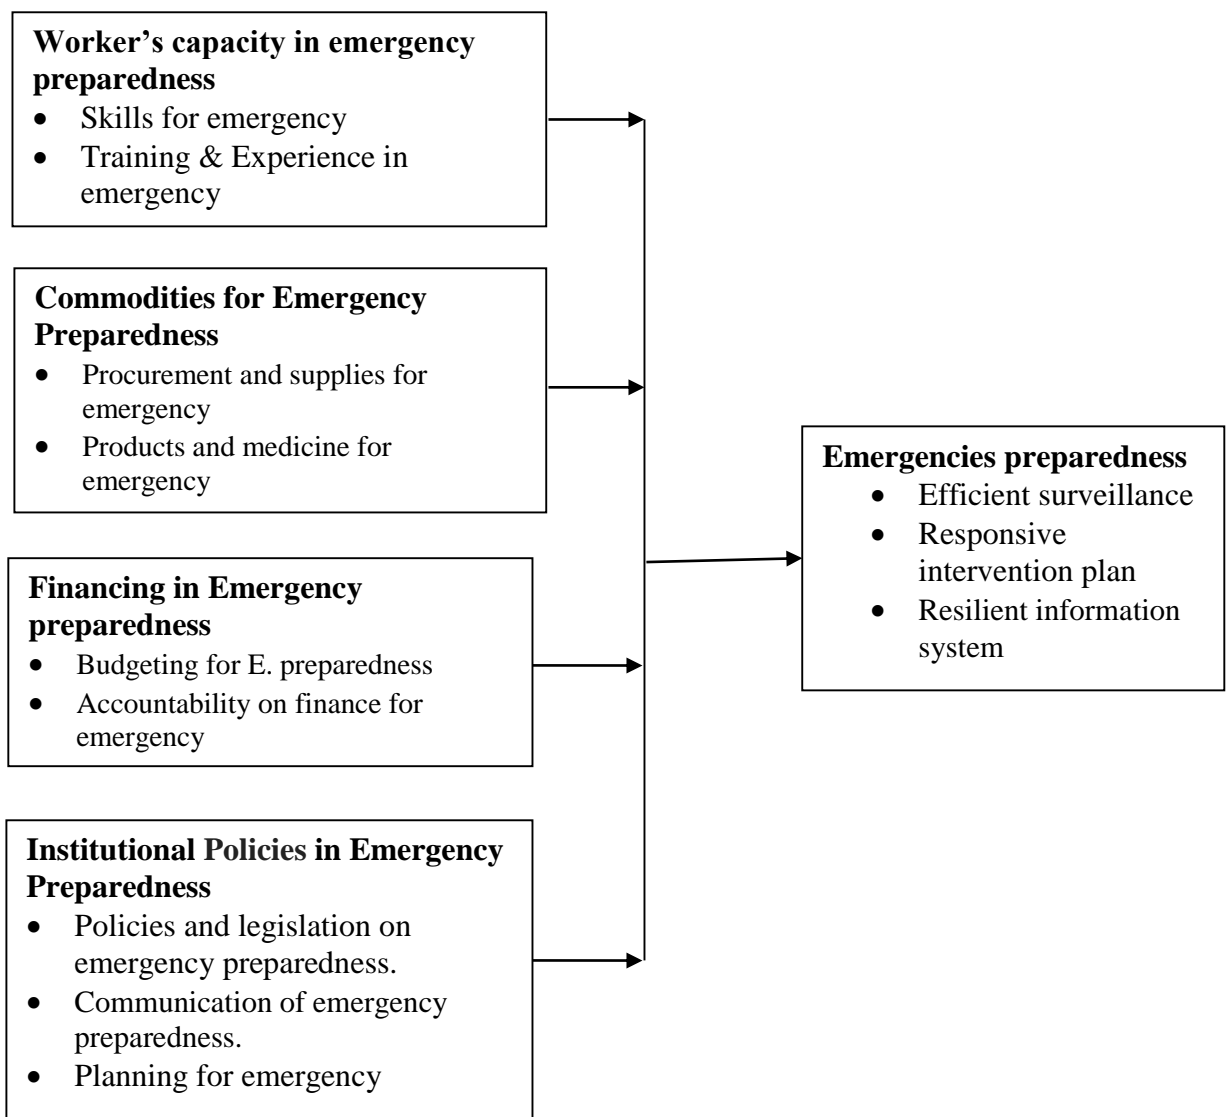 Worker’s capacity in emergency
preparedness
• Skills for emergency
• Training & Experience in
emergency
Commodities for Emergency
Preparedness
• Procurement and supplies for
emergency
• Products and medicine for
emergency
Financing in Emergency
preparedness
• Budgeting for E. preparedness
• Accountability on finance for
emergency
Institutional Policies in Emergency
Preparedness
• Policies and legislation on
emergency preparedness.
• Communication of emergency
preparedness.
• Planning for emergency
Emergencies preparedness
• Efficient surveillance
• Responsive
intervention plan
• Resilient information
system